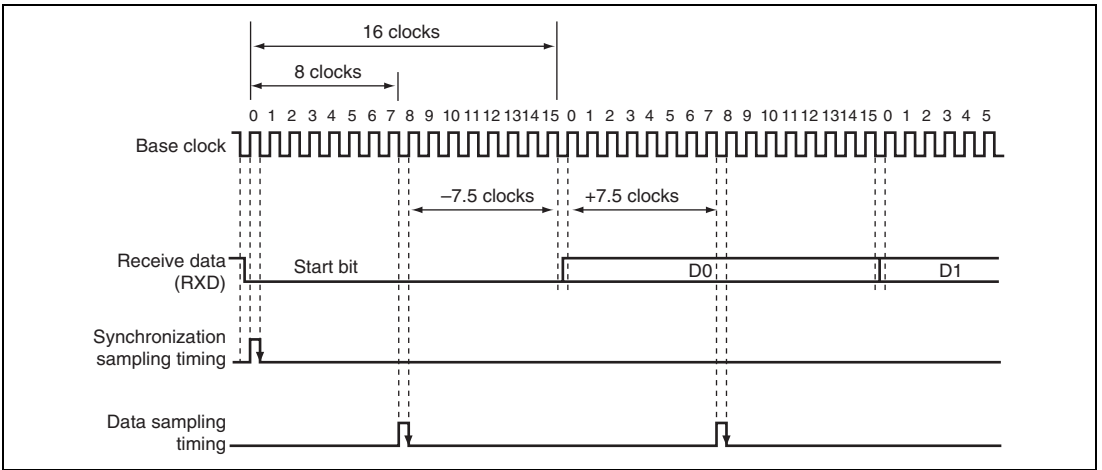 16 clocks
8 clocks
0 1 2 3 4 5 6 7 8 9 10 11 12 13 14 15 0 1 2 3 4 5 6 7 8 9 10 11 12 13 14 15 0 1 2 3 4 5
Base clock
–7.5 clocks +7.5 clocks
Receive data
(RXD)
Start bit D0 D1
Synchronization
sampling timing
Data sampling
timing